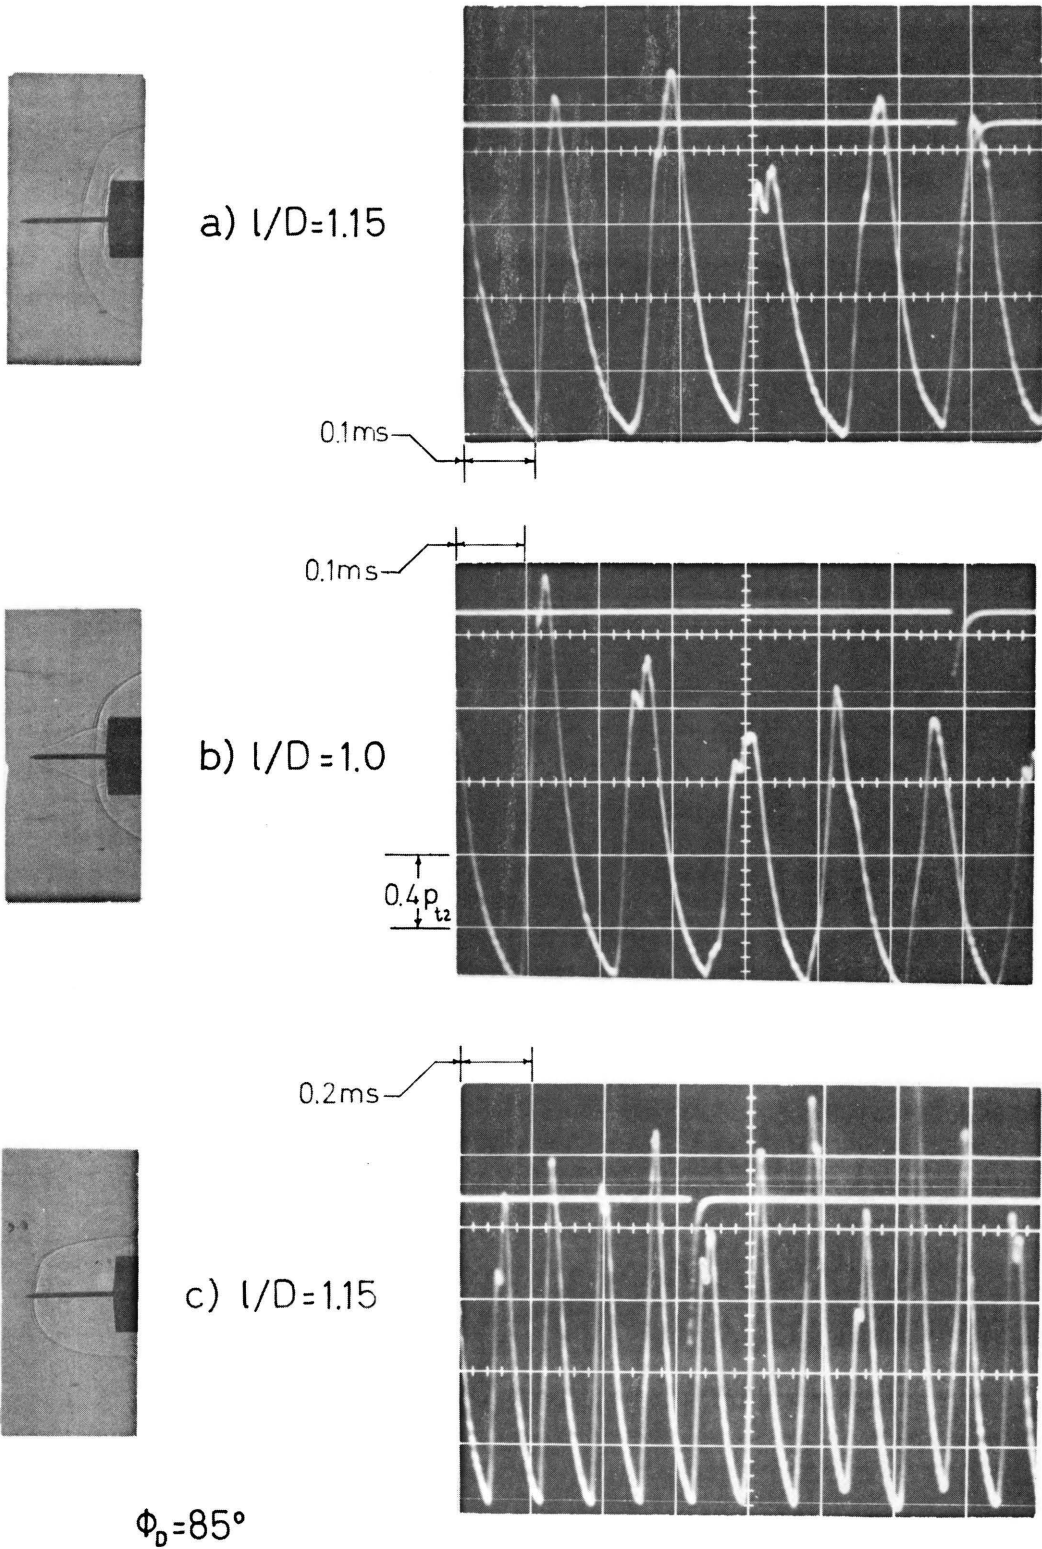 a) l/D=1.15
0.1ms
0.1ms
b) l/D=1.0
0.4p_t2
0.2ms
c) l/D=1.15
Φ_D=85°